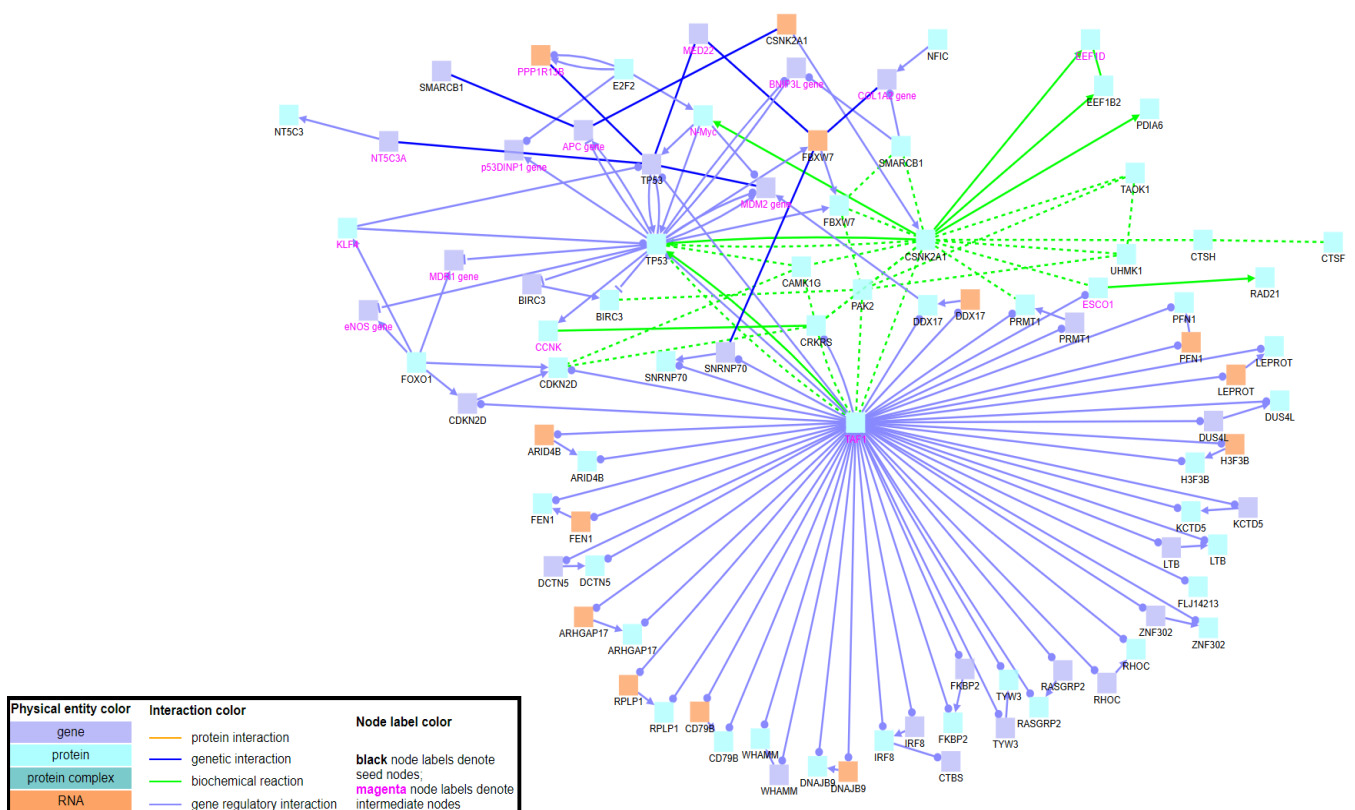 CSNK2A1
MED22
NFIC
EEF1D
PPP1R13B
E2F2
SMARCB1
BNIP3L gene
COL1A2 gene
EEF1B2
PDIA6
NT5C3
NT5C3A
p53DINP1 gene
APC gene
N-Myc
TP53
FBXW7
SMARCB1
TAOK1
MDM2 gene
FBXW7
KLF4
TP53
CSNK2A1
CTSH
CTSF
UHMK1
MDR1 gene
BIRC3
BIRC3
CAMK1G
PAK2
ESCO1
RAD21
eNOS gene
DDX17
DDX17
PRMT1
PRMT1
PFN1
CCNK
CRKRS
PFN1
LEPROT
FOXO1
CDKN2D
SNRNP70
SNRNP70
LEPROT
CDKN2D
TAF1
DUS4L
DUS4L
ARID4B
ARID4B
H3F3B
H3F3B
FEN1
FEN1
KCTD5
KCTD5
DCTN5
DCTN5
LTB
LTB
FLJ14213
ARHGAP17
ARHGAP17
ZNF302
ZNF302
RHOC
RHOC
RPLP1
RPLP1
CD79B
CD79B
WHAMM
WHAMM
DNAJB9
DNAJB9
IRF8
IRF8
CTBS
FKBP2
FKBP2
TYW3
TYW3
RASGRP2
RASGRP2
Physical entity color
gene
protein
protein complex
RNA
Interaction color
protein interaction
genetic interaction
biochemical reaction
gene regulatory interaction
Node label color
black node labels denote
seed nodes;
magenta node labels denote
intermediate nodes